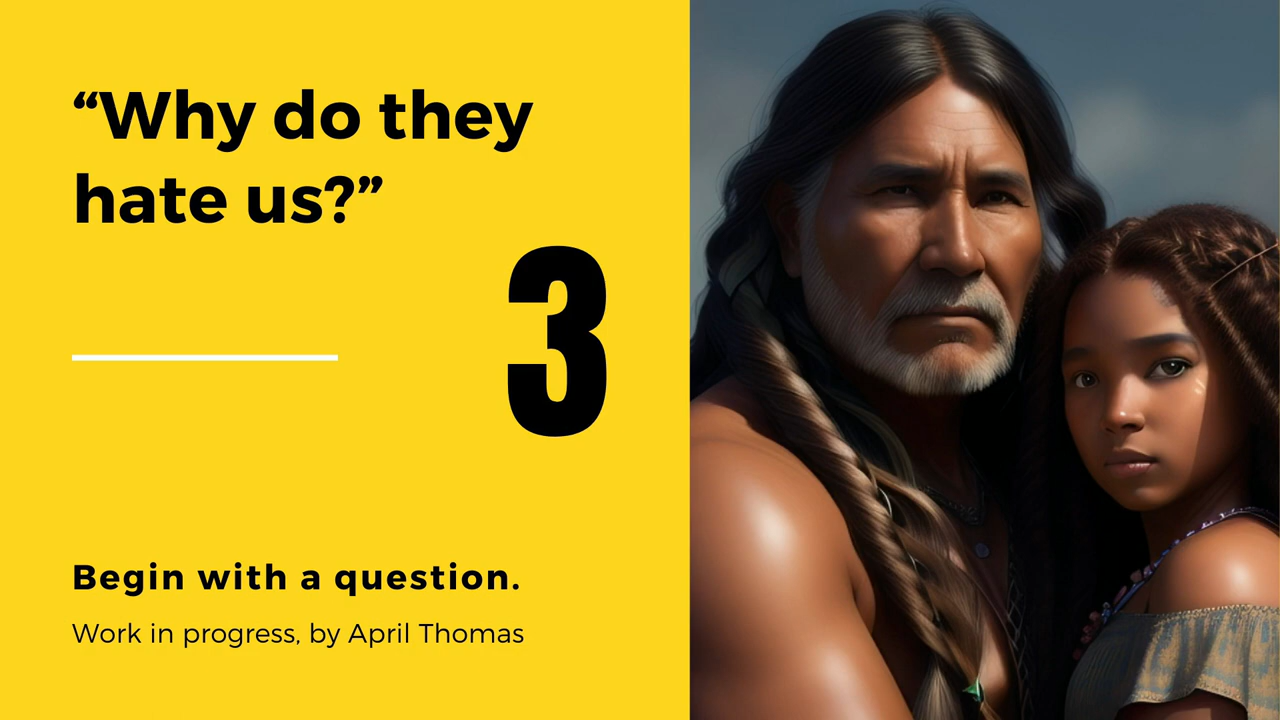 “Why do they
hate us?”
3
Begin with a question.
Work in progress, by April Thomas